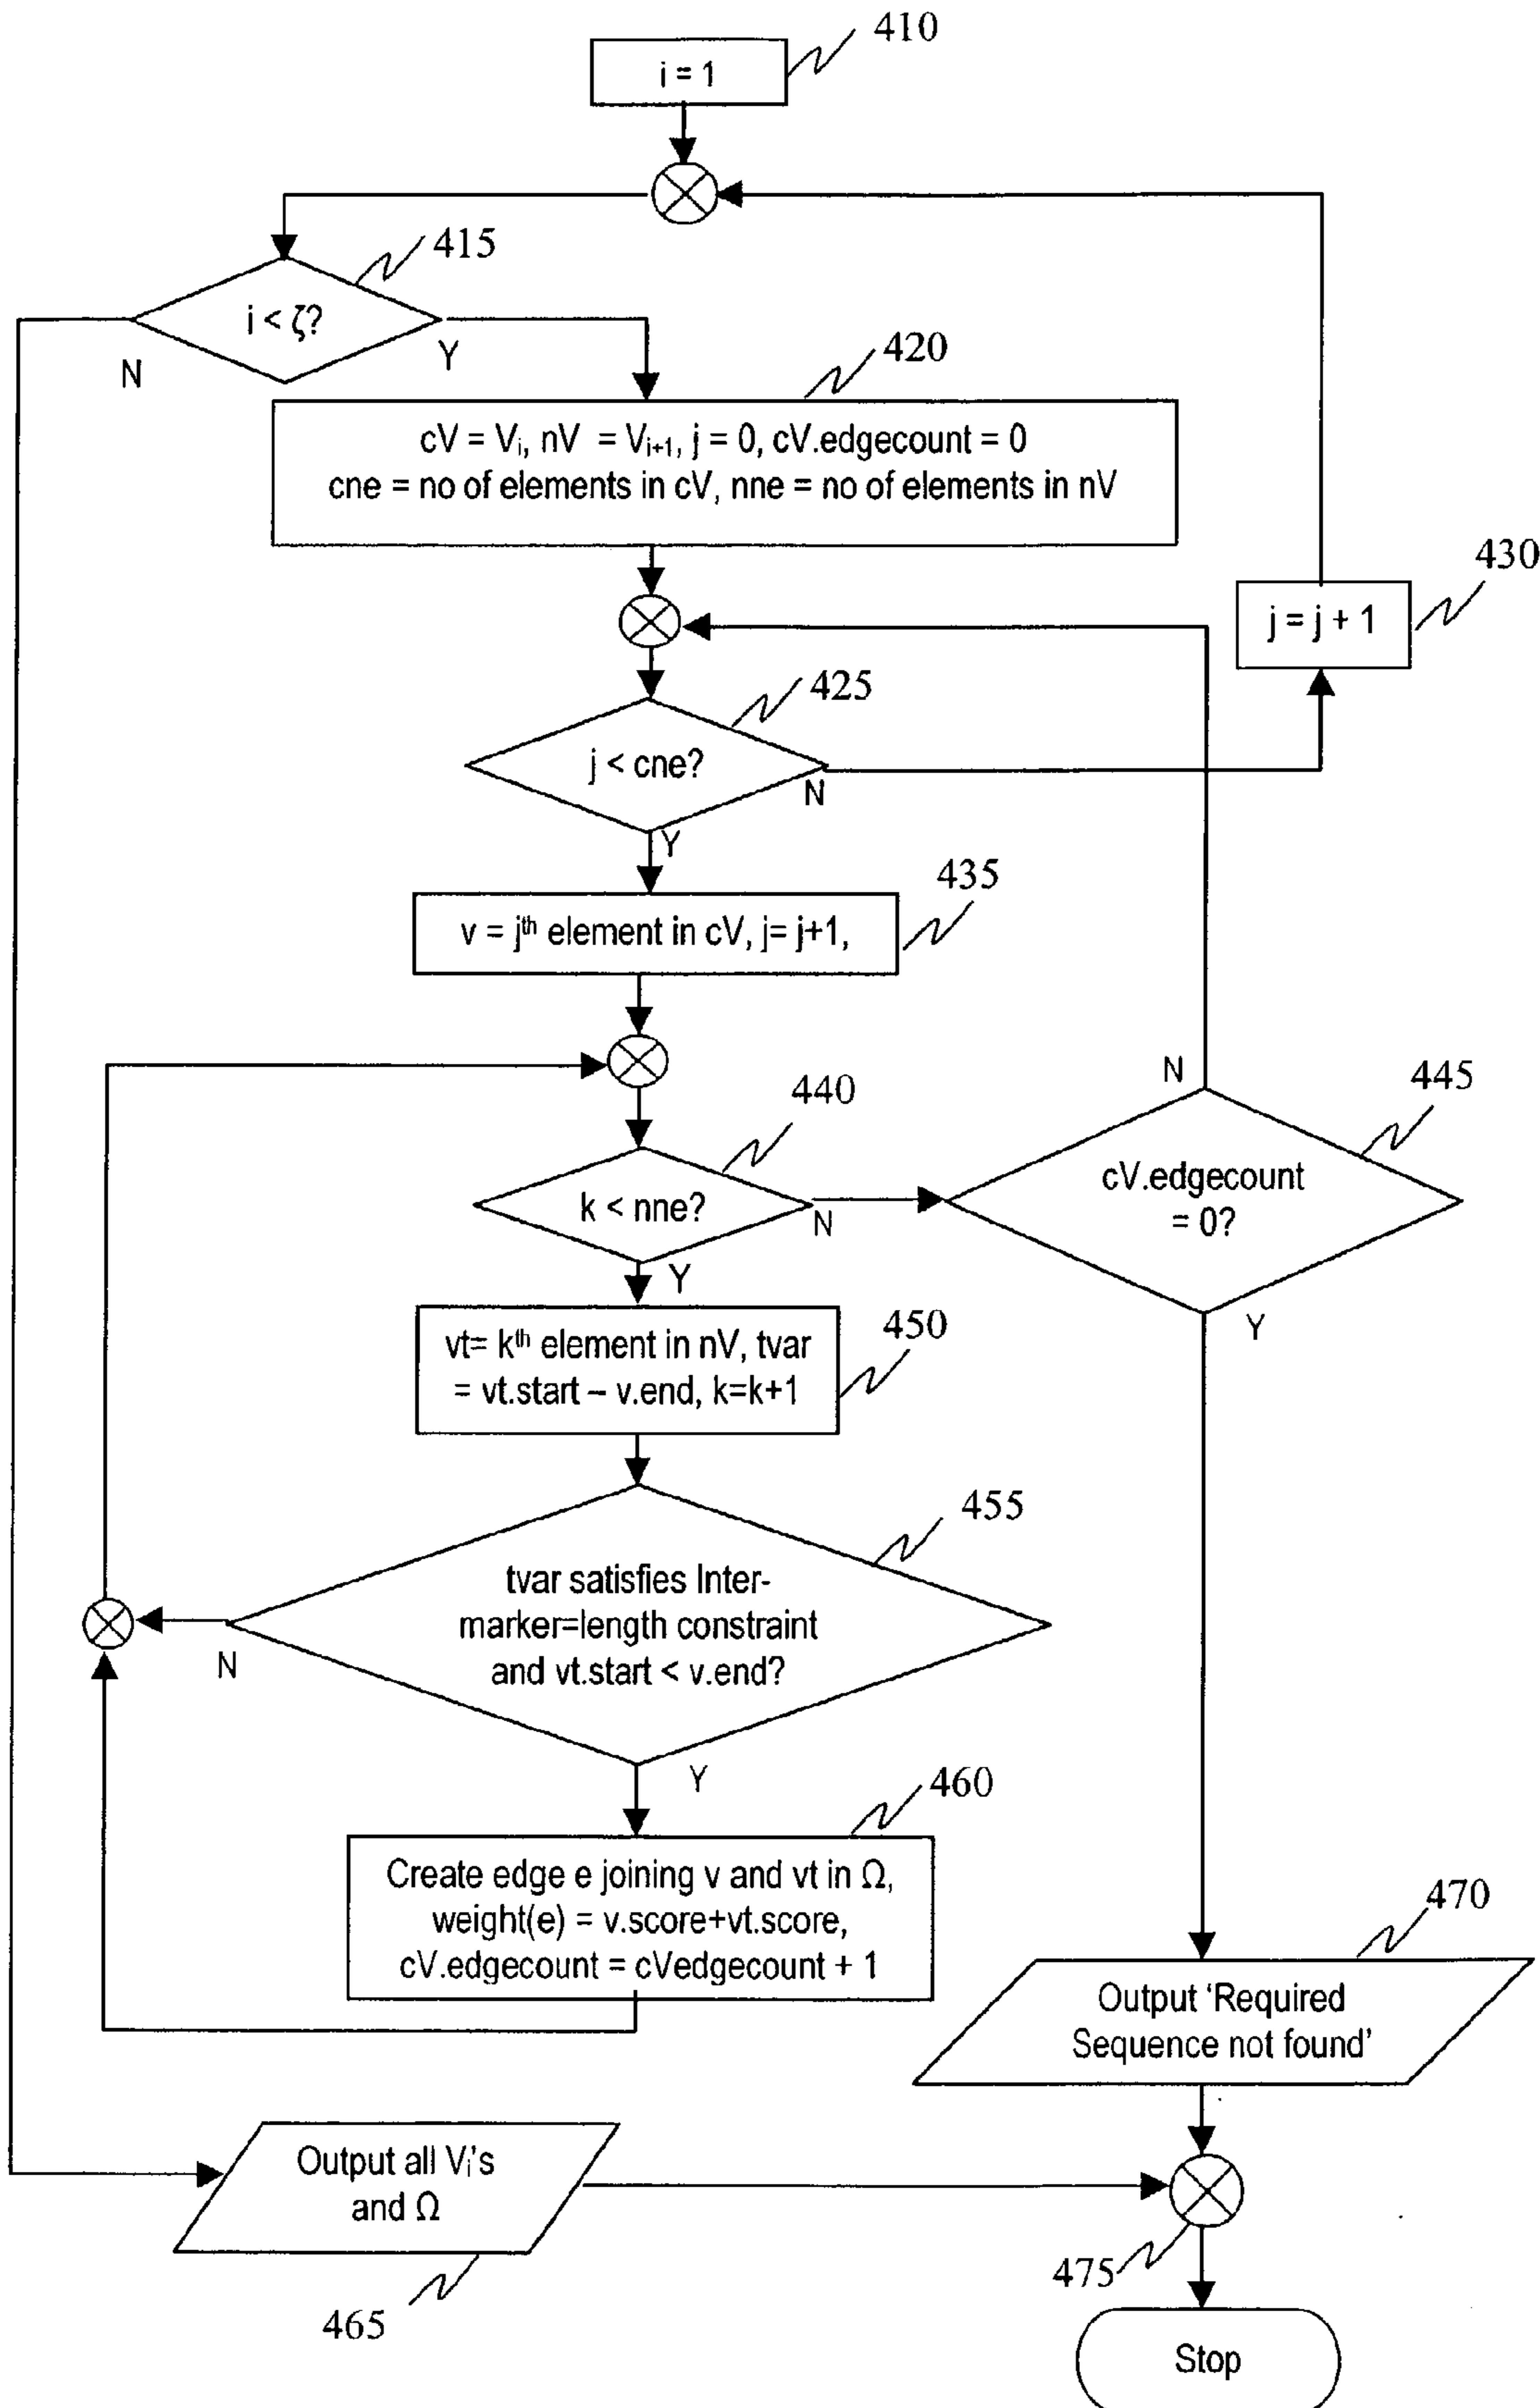 410
i = 1
415
i < ζ?
N
Y
420
cV = Vi, nV = Vi+1, j = 0, cV.edgecount = 0
cne = no of elements in cV, nne = no of elements in nV
430
j = j + 1
425
j < cne?
N
Y
435
v = jth element in cV, j= j+1,
440
k < nne?
N
Y
N
445
cV.edgecount
= 0?
Y
450
vt= kth element in nV, tvar
= vt.start – v.end, k=k+1
455
tvar satisfies Inter-
marker=length constraint
and vt.start < v.end?
N
Y
460
Create edge e joining v and vt in Ω,
weight(e) = v.score+vt.score,
cV.edgecount = cVedgecount + 1
470
Output ‘Required
Sequence not found’
Output all Vi’s
and Ω
465
475
Stop